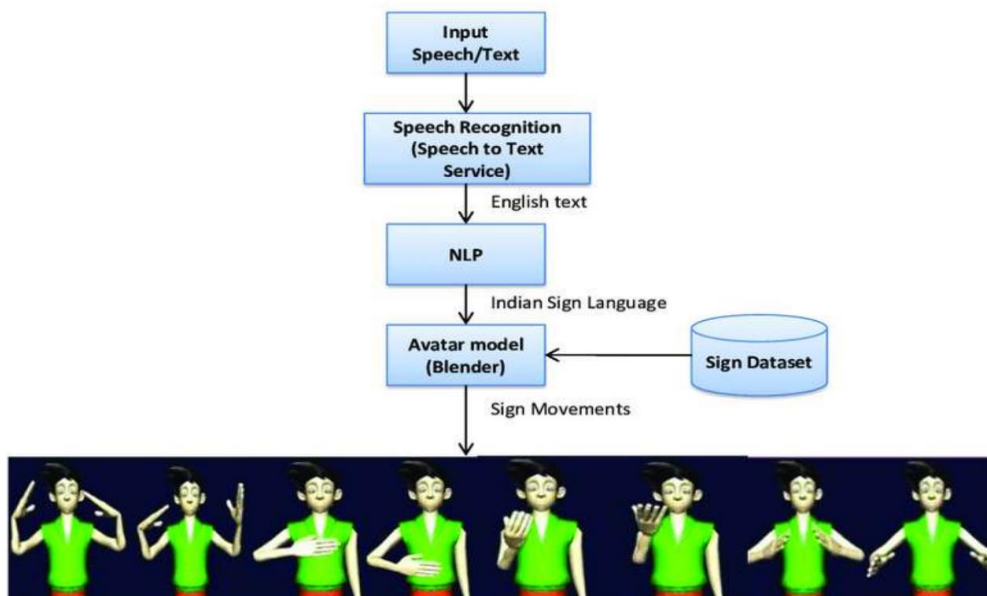 Input
Speech/Text
Speech Recognition
(Speech to Text
Service)
English text
NLP
Indian Sign Language
Avatar model
(Blender)
Sign Dataset
Sign Movements